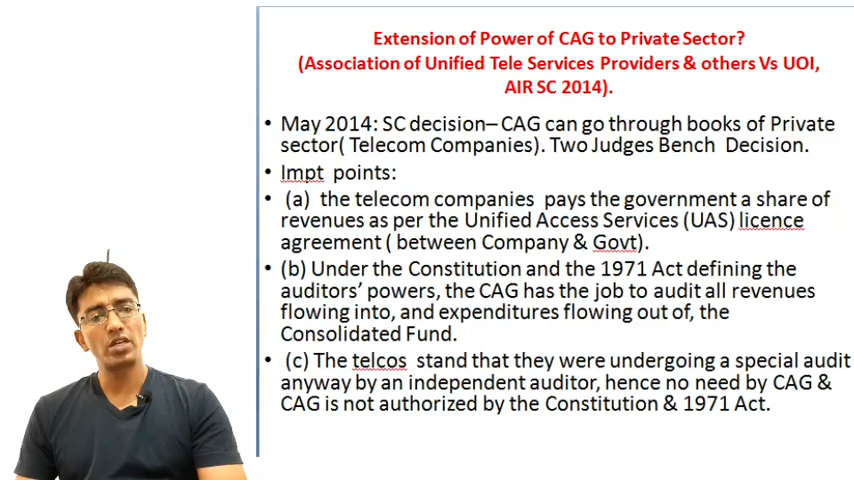 Extension of Power of CAG to Private Sector?
(Association of Unified Tele Services Providers & others Vs UOI,
AIR SC 2014).
• May 2014: SC decision– CAG can go through books of Private
sector( Telecom Companies). Two Judges Bench Decision.
• Impt points:
• (a) the telecom companies pays the government a share of
revenues as per the Unified Access Services (UAS) licence
agreement ( between Company & Govt).
• (b) Under the Constitution and the 1971 Act defining the
auditors’ powers, the CAG has the job to audit all revenues
flowing into, and expenditures flowing out of, the
Consolidated Fund.
• (c) The telcos stand that they were undergoing a special audit
anyway by an independent auditor, hence no need by CAG &
CAG is not authorized by the Constitution & 1971 Act.